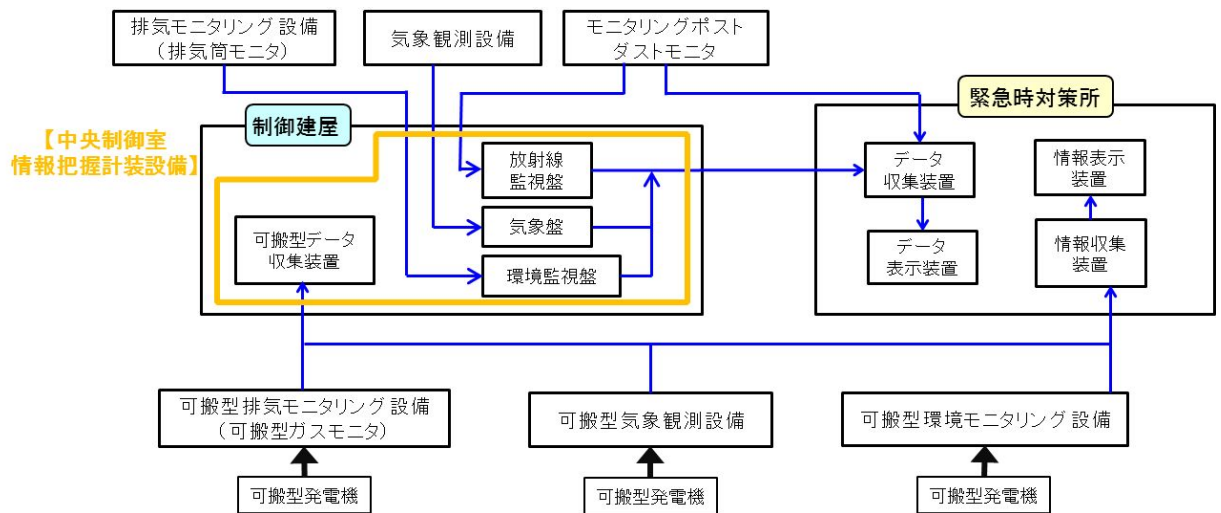 排気モニタリング設備
（排気筒モニタ）
気象観測設備
モニタリングポスト
ダストモニタ
緊急時対策所
制御建屋
【中央制御室
情報把握計装設備】
放射線
監視盤
気象盤
環境監視盤
可搬型データ
収集装置
データ
収集装置
データ
表示装置
情報表示
装置
情報収集
装置
可搬型排気モニタリング設備
（可搬型ガスモニタ）
可搬型気象観測設備
可搬型環境モニタリング設備
可搬型発電機
可搬型発電機
可搬型発電機